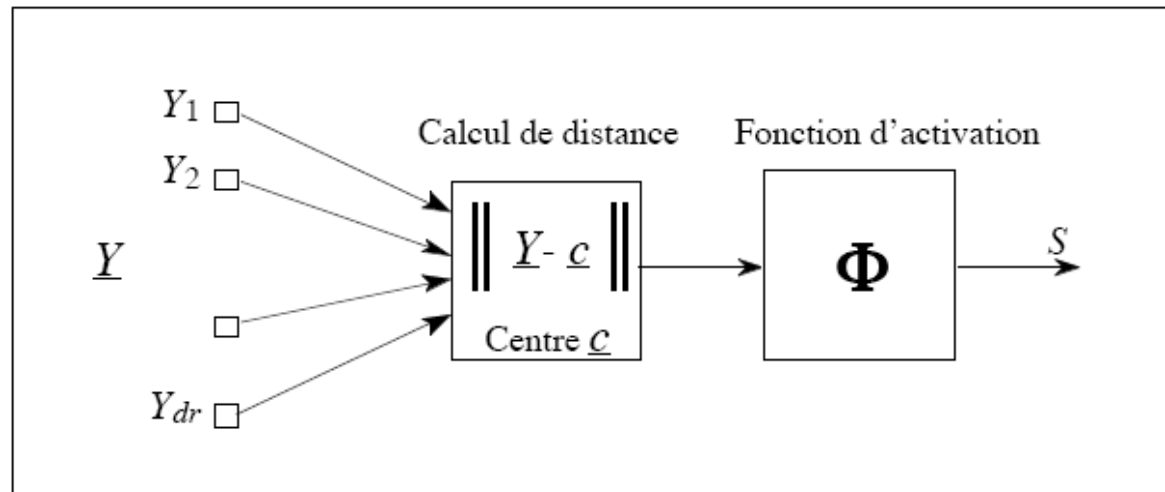 Y1
Calcul de distance Fonction d'activation
Y2
Y
‖ Y - c ‖
Φ
S
Centre c
Ydr